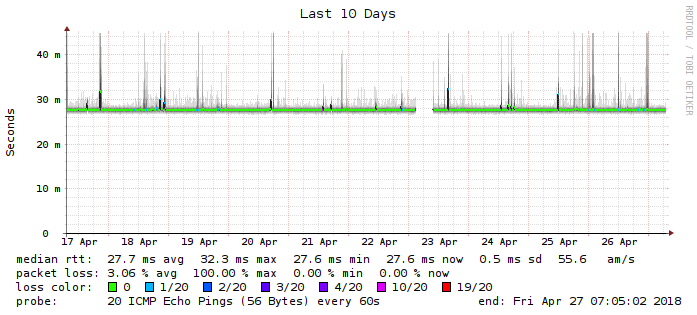 Last 10 Days
RRDTOOL / TOBI OETIKER
Seconds
40 m
30 m
20 m
10 m
0
17 Apr 18 Apr 19 Apr 20 Apr 21 Apr 22 Apr 23 Apr 24 Apr 25 Apr 26 Apr
median rtt: 27.7 ms avg 32.3 ms max 27.6 ms min 27.6 ms now 0.5 ms sd 55.6 am/s
packet loss: 3.06 % avg 100.00 % max 0.00 % min 0.00 % now
loss color: 0 1/20 2/20 3/20 4/20 10/20 19/20
probe: 20 ICMP Echo Pings (56 Bytes) every 60s end: Fri Apr 27 07:05:02 2018